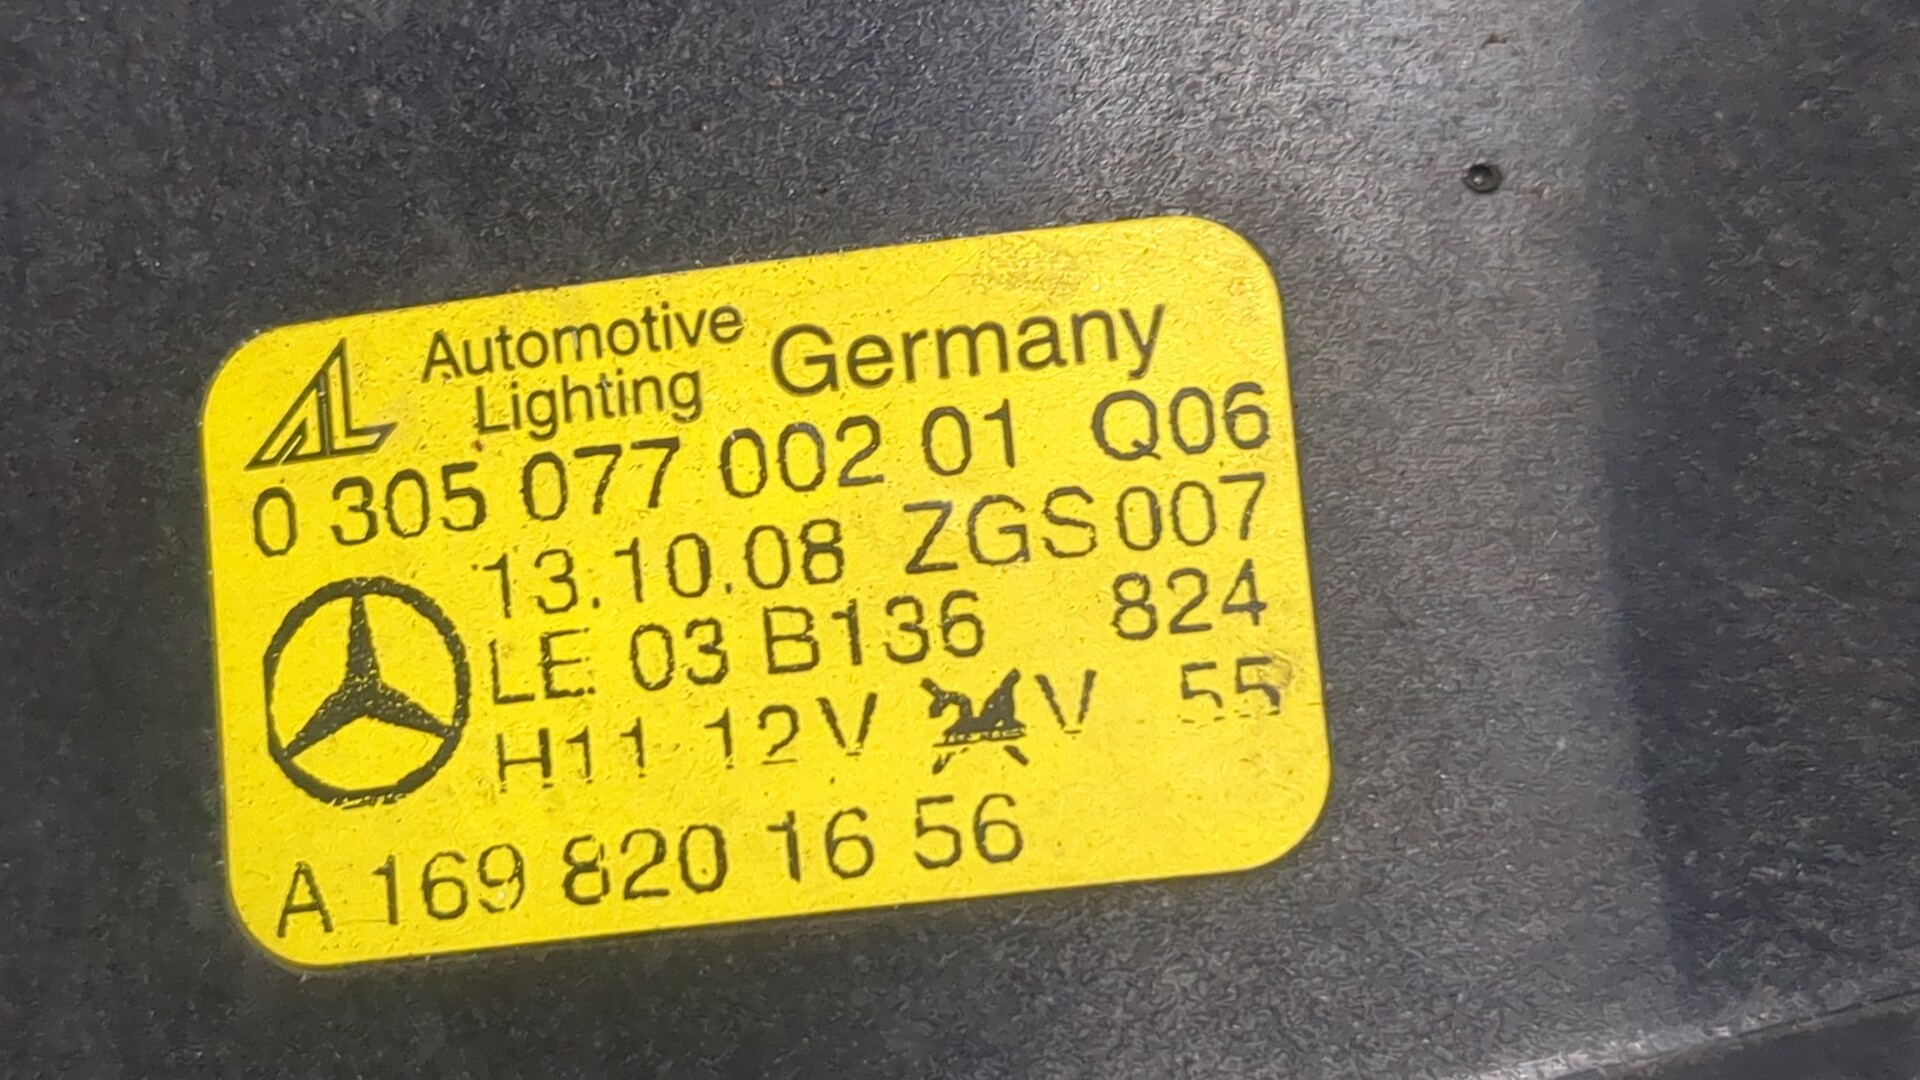 Automotive Lighting Germany
0 305 077 002 01 Q06
13.10.08 ZGS 007
LE 03 B136 824
H11 12V V 55
A 169 820 16 56